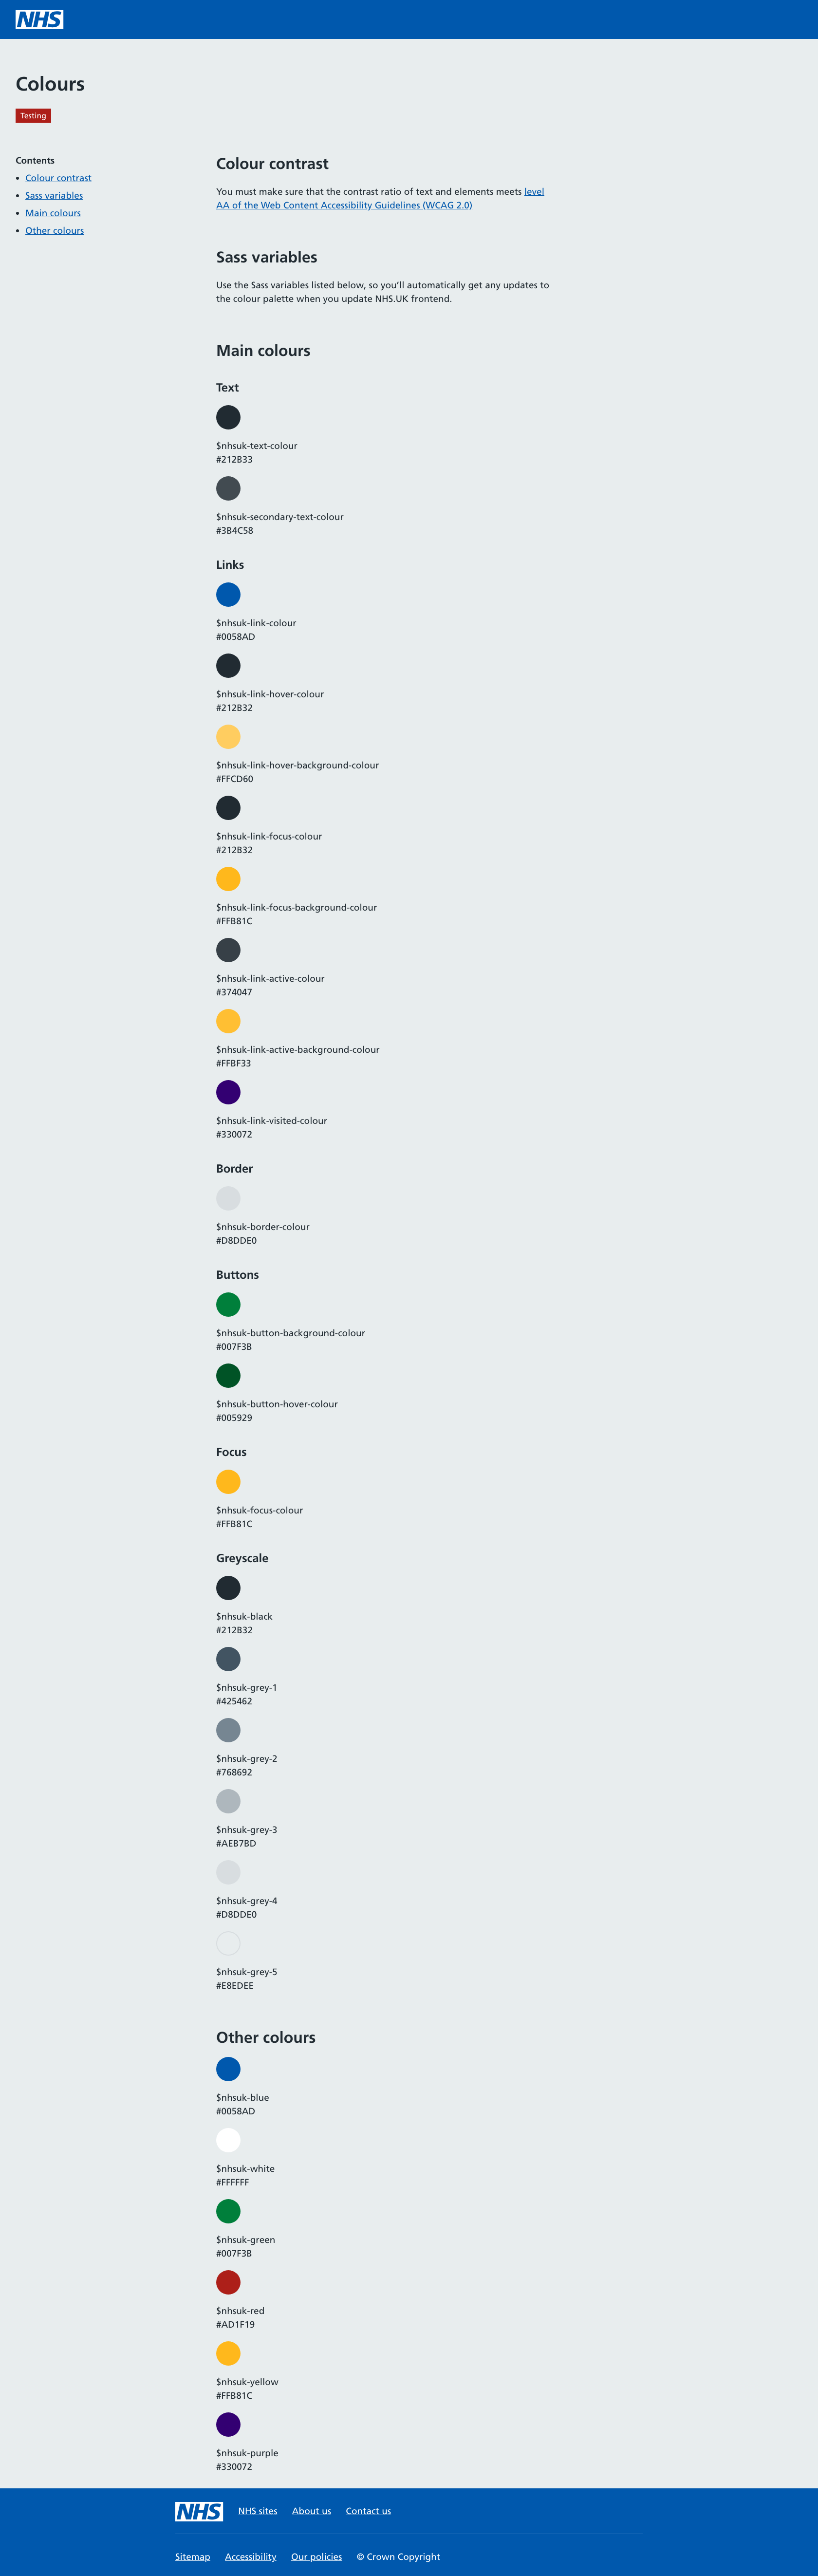 NHS
Colours
Testing
Contents
Colour contrast
Sass variables
Main colours
Other colours
Colour contrast
You must make sure that the contrast ratio of text and elements meets level
AA of the Web Content Accessibility Guidelines (WCAG 2.0)
Sass variables
Use the Sass variables listed below, so you’ll automatically get any updates to
the colour palette when you update NHS.UK frontend.
Main colours
Text
$nhsuk-text-colour
#212B33
$nhsuk-secondary-text-colour
#3B4C58
Links
$nhsuk-link-colour
#0058AD
$nhsuk-link-hover-colour
#212B32
$nhsuk-link-hover-background-colour
#FFCD60
$nhsuk-link-focus-colour
#212B32
$nhsuk-link-focus-background-colour
#FFB81C
$nhsuk-link-active-colour
#374047
$nhsuk-link-active-background-colour
#FFBF33
$nhsuk-link-visited-colour
#330072
Border
$nhsuk-border-colour
#D8DDE0
Buttons
$nhsuk-button-background-colour
#007F3B
$nhsuk-button-hover-colour
#005929
Focus
$nhsuk-focus-colour
#FFB81C
Greyscale
$nhsuk-black
#212B32
$nhsuk-grey-1
#425462
$nhsuk-grey-2
#768692
$nhsuk-grey-3
#AEB7BD
$nhsuk-grey-4
#D8DDE0
$nhsuk-grey-5
#E8EDEE
Other colours
$nhsuk-blue
#0058AD
$nhsuk-white
#FFFFFF
$nhsuk-green
#007F3B
$nhsuk-red
#AD1F19
$nhsuk-yellow
#FFB81C
$nhsuk-purple
#330072
NHS NHS sites About us Contact us
Sitemap Accessibility Our policies © Crown Copyright